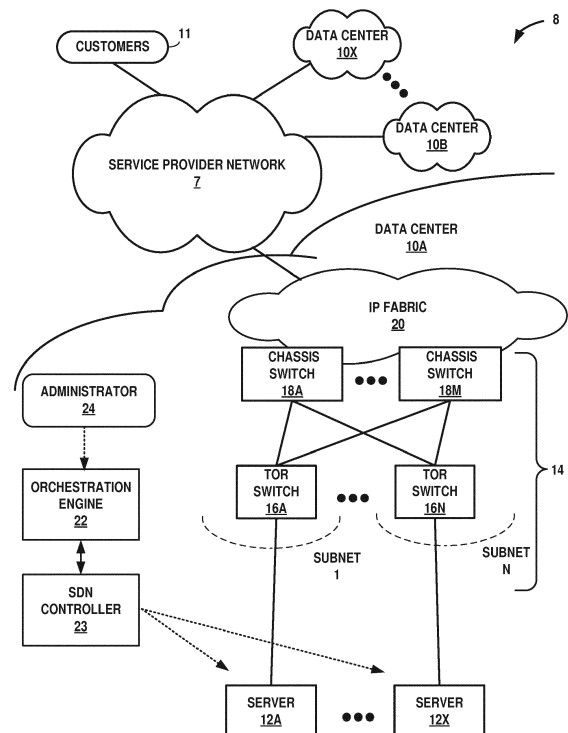 CUSTOMERS
11
DATA CENTER
10X
8
DATA CENTER
10B
SERVICE PROVIDER NETWORK
7
DATA CENTER
10A
IP FABRIC
20
CHASSIS
SWITCH
18A
CHASSIS
SWITCH
18M
ADMINISTRATOR
24
14
TOR
SWITCH
16A
TOR
SWITCH
16N
ORCHESTRATION
ENGINE
22
SUBNET
1
SUBNET
N
SDN
CONTROLLER
23
SERVER
12A
SERVER
12X